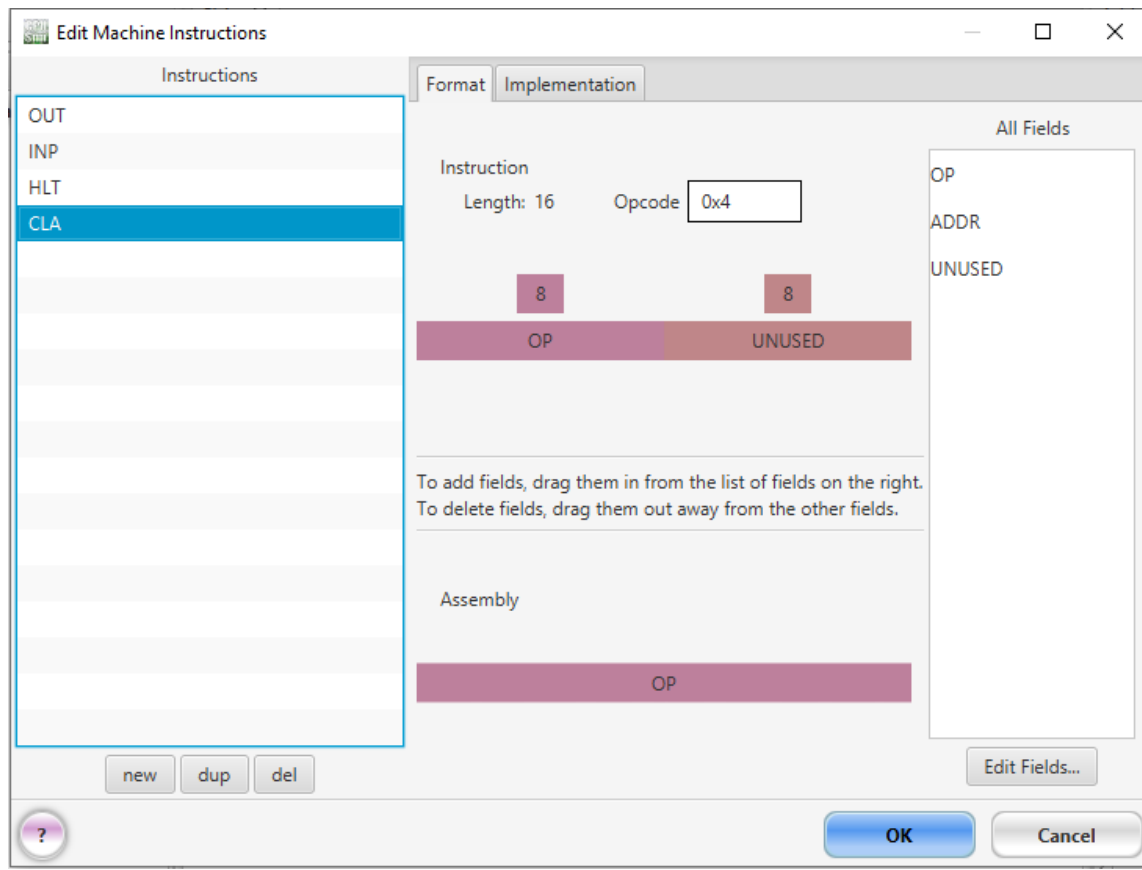 Edit Machine Instructions
Instructions
OUT
INP
HLT
CLA
new dup del
Format Implementation
Instruction
Length: 16 Opcode 0x4
8 8
OP UNUSED
To add fields, drag them in from the list of fields on the right.
To delete fields, drag them out away from the other fields.
Assembly
OP
All Fields
OP
ADDR
UNUSED
Edit Fields...
? OK Cancel